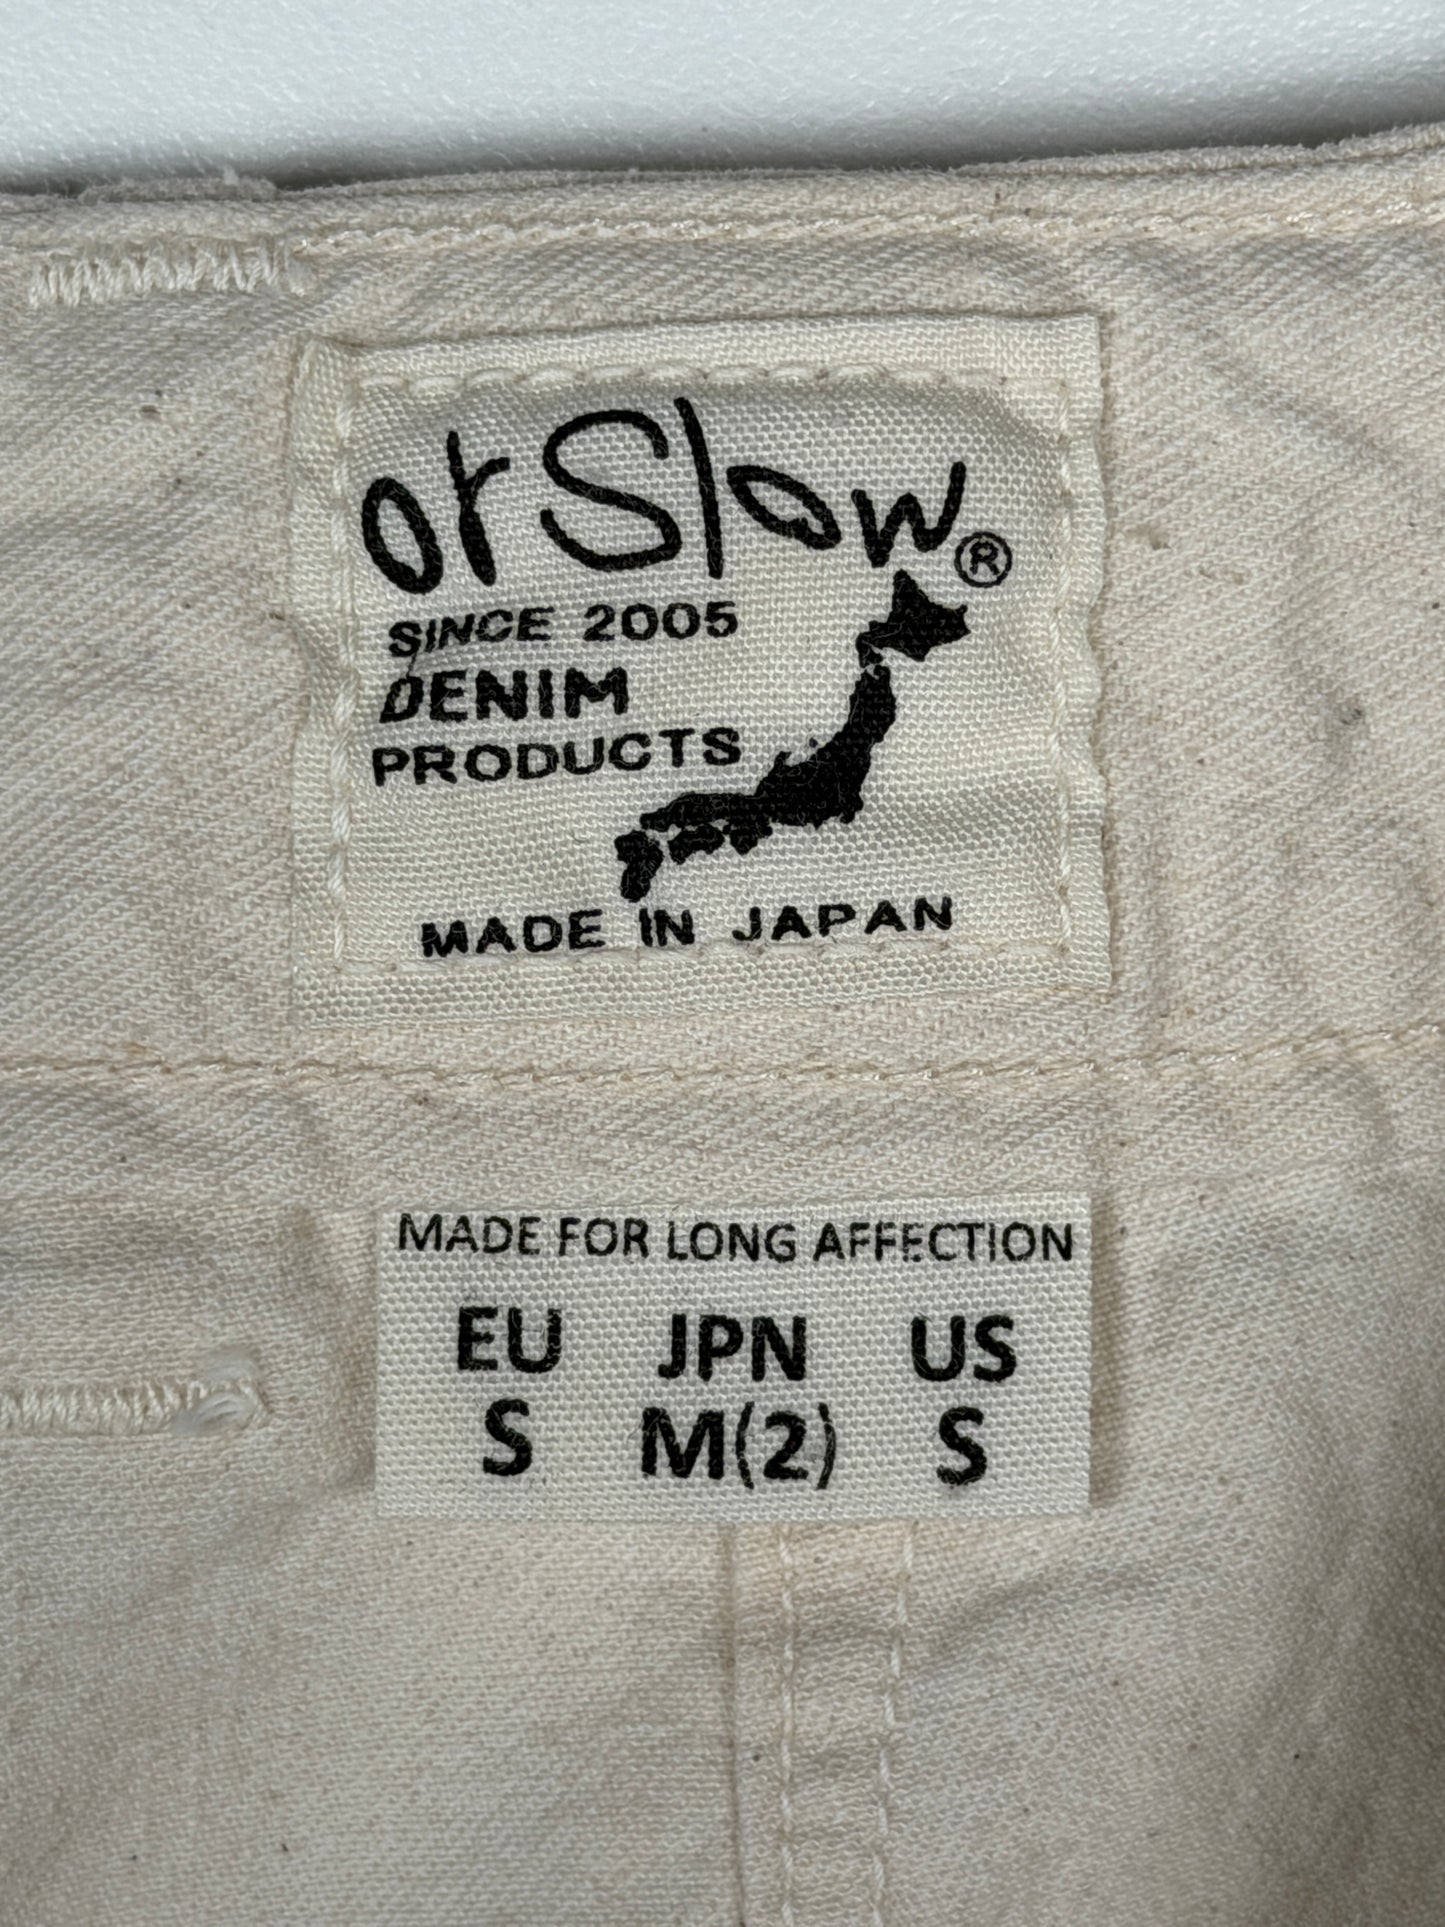 orSlow®
SINCE 2005
DENIM
PRODUCTS
MADE IN JAPAN
MADE FOR LONG AFFECTION
EU JPN US
S M(2) S